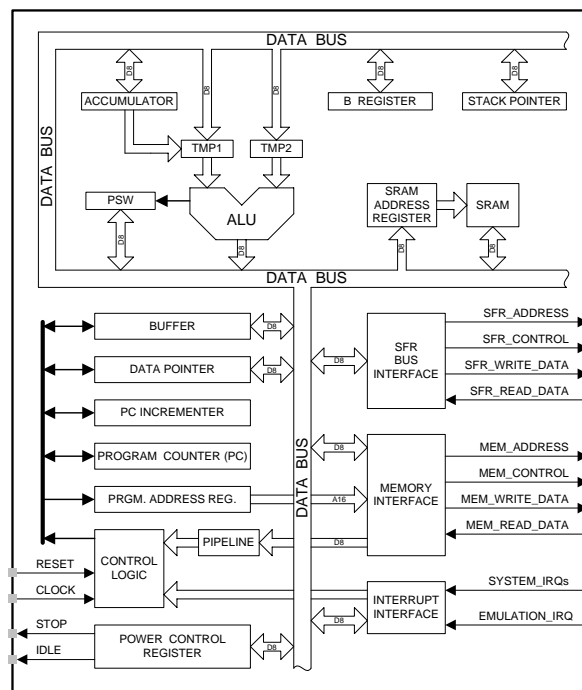 DATA BUS
D8
D8
D8
D8
D8
ACCUMULATOR
B REGISTER
STACK POINTER
TMP1
TMP2
DATA BUS
PSW
ALU
SRAM
ADDRESS
REGISTER
SRAM
D8
D8
D8
D8
DATA BUS
BUFFER
D8
DATA POINTER
D8
PC INCREMENTER
PROGRAM COUNTER (PC)
PRGM. ADDRESS REG.
A16
DATA BUS
D8
SFR
BUS
INTERFACE
SFR_ADDRESS
SFR_CONTROL
SFR_WRITE_DATA
SFR_READ_DATA
D8
MEMORY
INTERFACE
MEM_ADDRESS
MEM_CONTROL
MEM_WRITE_DATA
MEM_READ_DATA
RESET
CLOCK
CONTROL
LOGIC
PIPELINE
D8
INTERRUPT
INTERFACE
SYSTEM_IRQs
EMULATION_IRQ
D8
STOP
IDLE
POWER CONTROL
REGISTER
D8